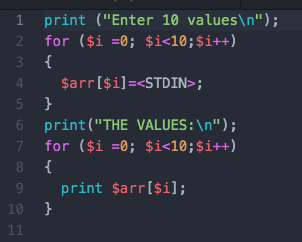 1 print ("Enter 10 values\n");
2 for ($i =0; $i<10;$i++)
3 {
4   $arr[$i]=<STDIN>;
5 }
6 print("THE VALUES:\n");
7 for ($i =0; $i<10;$i++)
8 {
9   print $arr[$i];
10 }
11